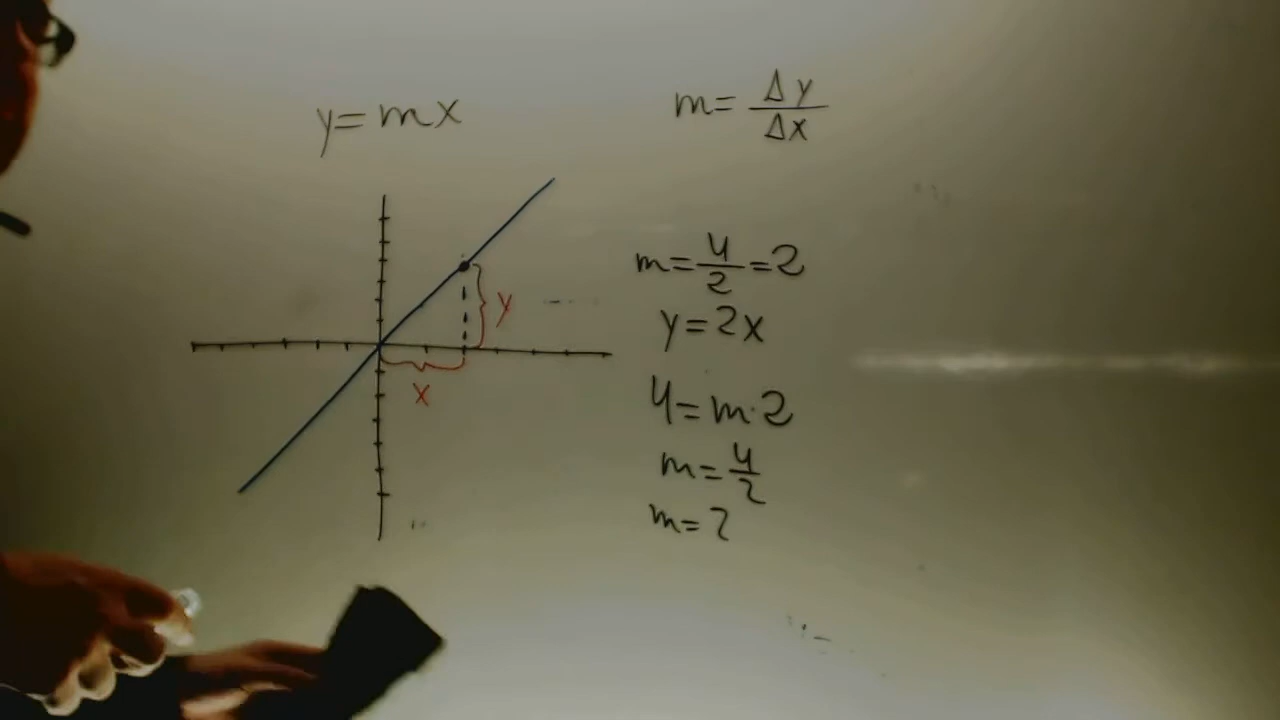 y=mx
y
x
m=Δy/Δx
m=4/2=2
y=2x
4=m·2
m=4/2
m=2